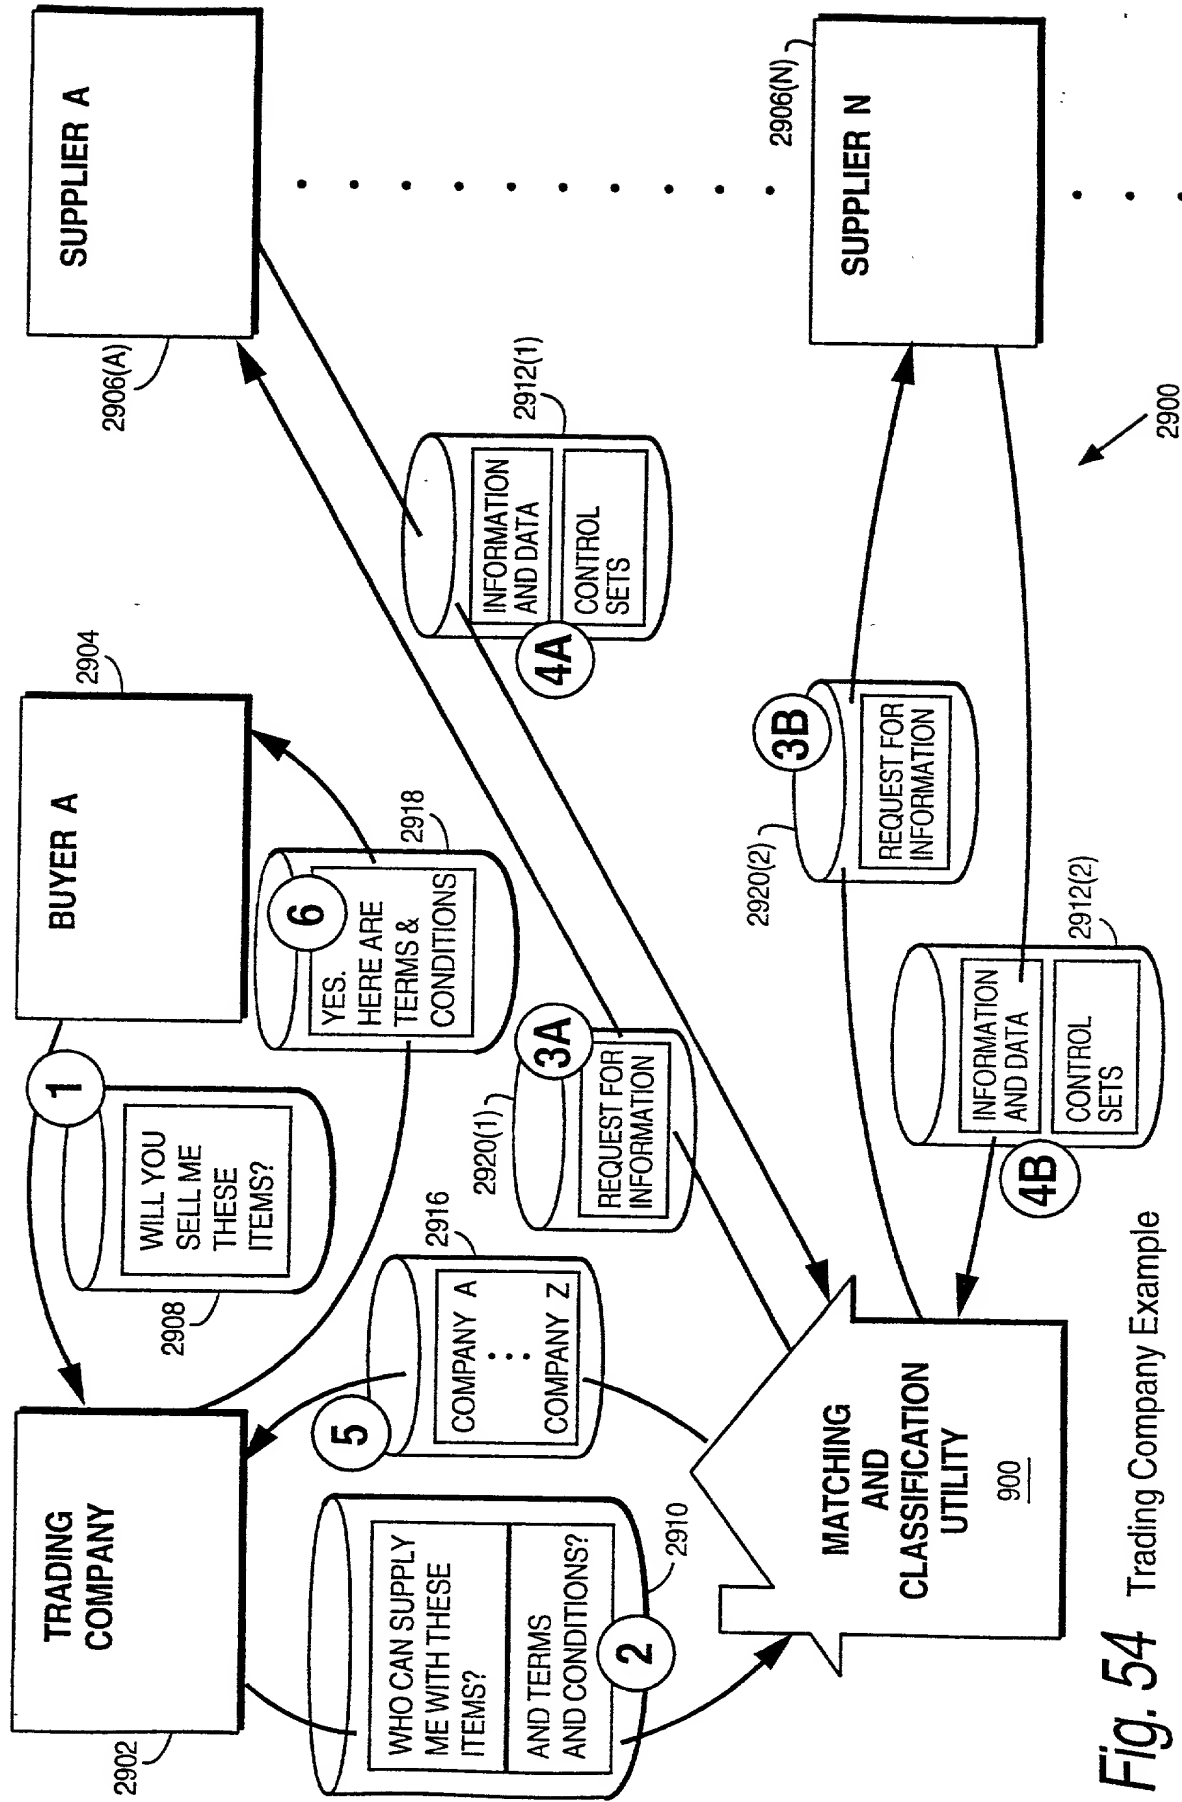 TRADING
COMPANY
2902
1
WILL YOU
SELL ME
THESE
ITEMS?
2908
BUYER A
2904
SUPPLIER A
2906(A)
6
YES.
HERE ARE
TERMS &
CONDITIONS
2918
5
COMPANY A
COMPANY Z
2916
WHO CAN SUPPLY
ME WITH THESE
ITEMS?
AND TERMS
AND CONDITIONS?
2
2910
3A
REQUEST FOR
INFORMATION
2920(1)
4A
INFORMATION
AND DATA
CONTROL
SETS
2912(1)
MATCHING
AND
CLASSIFICATION
UTILITY
900
3B
REQUEST FOR
INFORMATION
2920(2)
4B
INFORMATION
AND DATA
CONTROL
SETS
2912(2)
SUPPLIER N
2906(N)
2900
Fig. 54 Trading Company Example